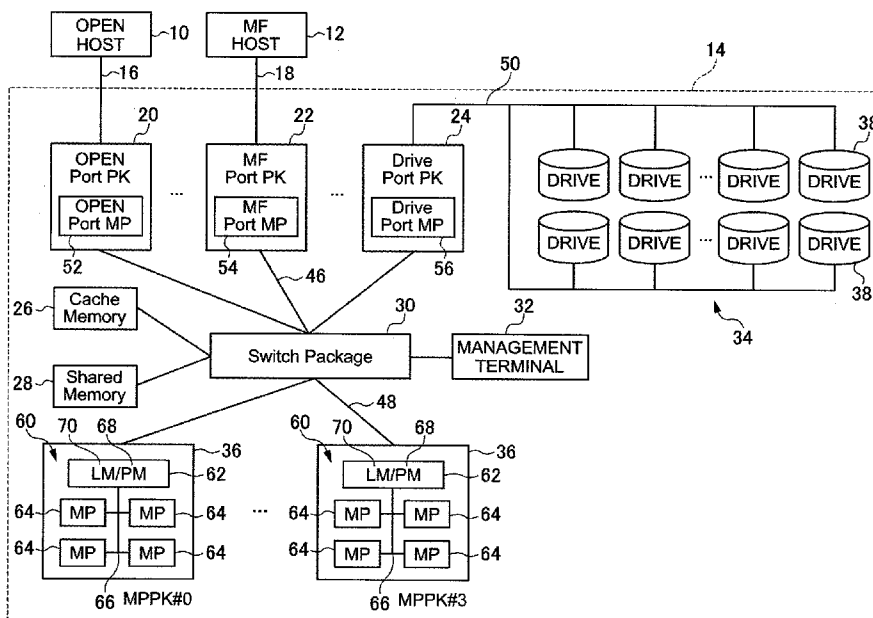 OPEN
HOST
10
MF
HOST
12
16
18
50
14
20
22
24
38
OPEN
Port PK
...
MF
Port PK
...
Drive
Port PK
DRIVE
DRIVE
...
DRIVE
DRIVE
OPEN
Port MP
MF
Port MP
Drive
Port MP
DRIVE
DRIVE
...
DRIVE
DRIVE
52
54
46
56
38
26
Cache
Memory
30
32
34
Switch Package
MANAGEMENT
TERMINAL
28
Shared
Memory
48
60
70
68
36
60
70
68
36
LM/PM
62
LM/PM
62
64
MP
MP
64
...
64
MP
MP
64
64
MP
MP
64
64
MP
MP
64
66
MPPK#0
66
MPPK#3